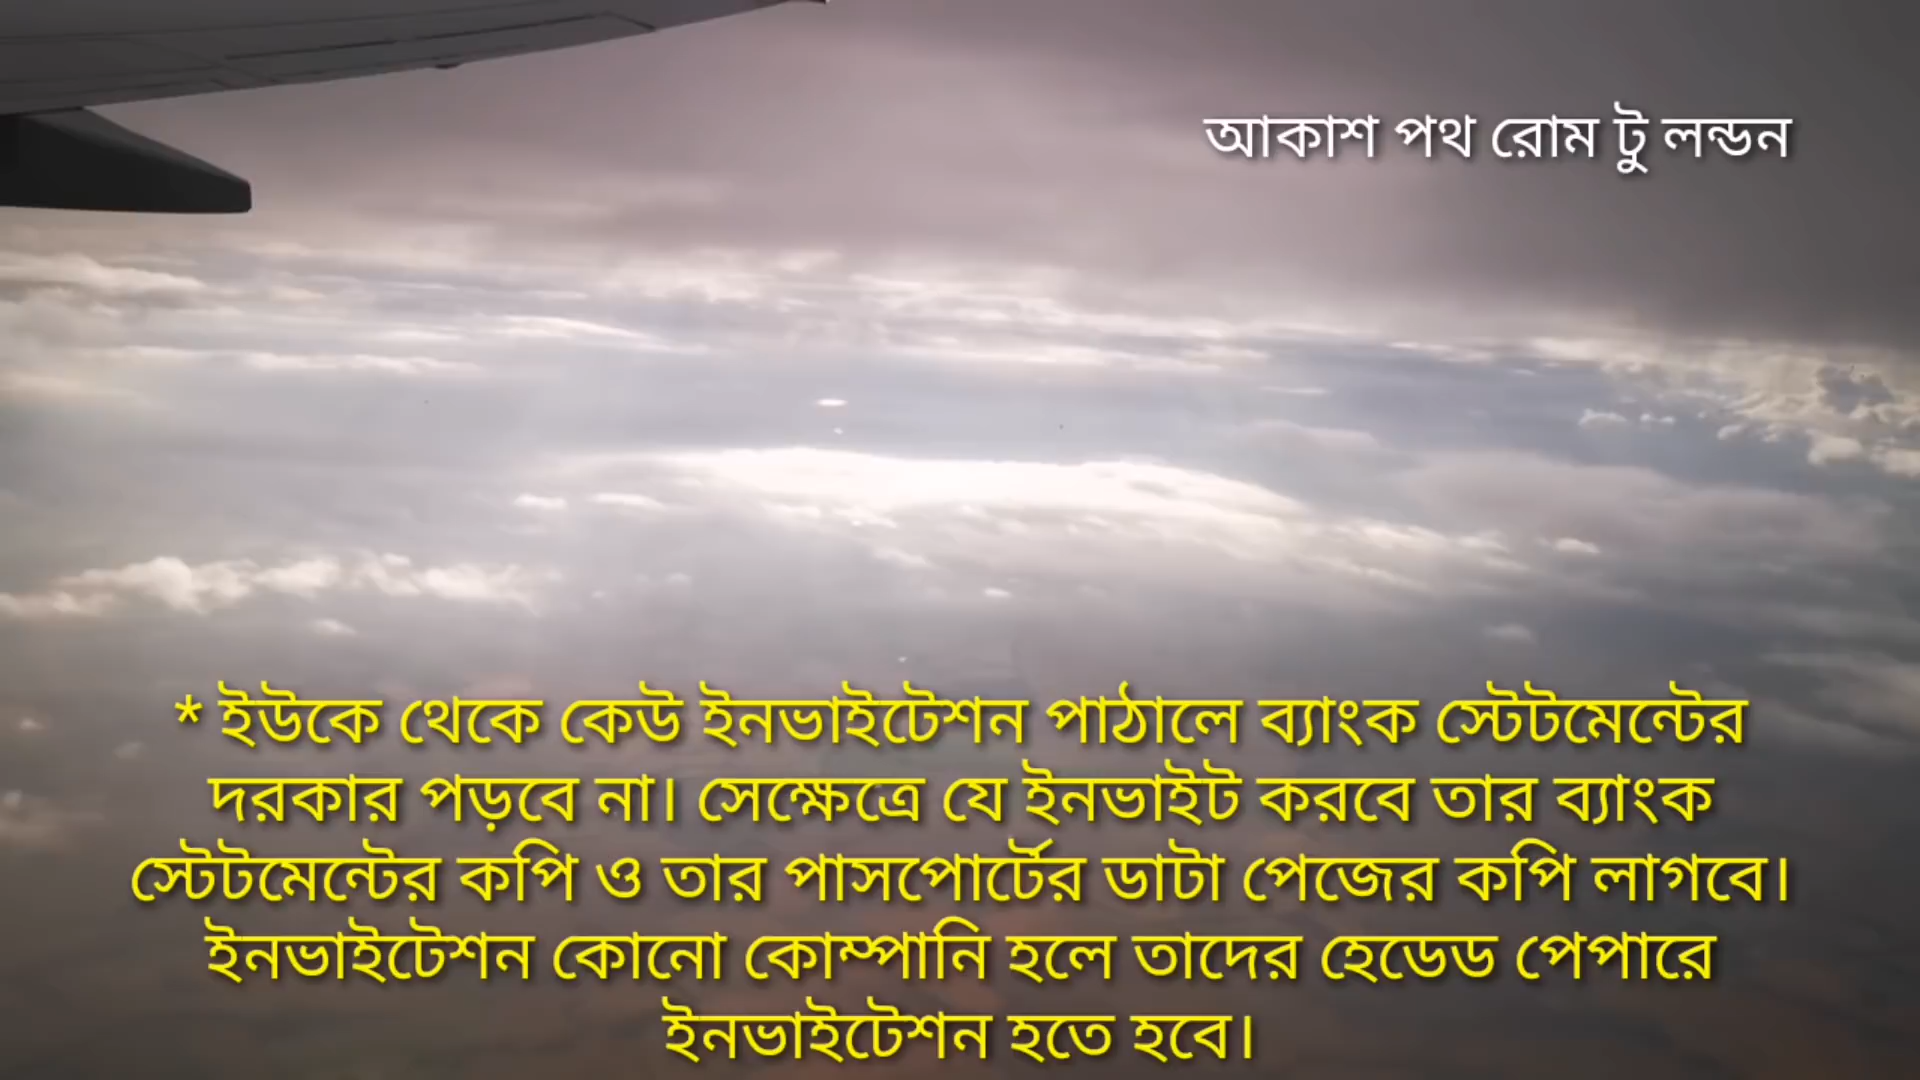 আকাশ পথ রোম টু লন্ডন
* ইউকে থেকে কেউ ইনভাইটেশন পাঠালে ব্যাংক স্টেটমেন্টের
দরকার পড়বে না। সেক্ষেত্রে যে ইনভাইট করবে তার ব্যাংক
স্টেটমেন্টের কপি ও তার পাসপোর্টের ডাটা পেজের কপি লাগবে।
ইনভাইটেশন কোনো কোম্পানি হলে তাদের হেডেড পেপারে
ইনভাইটেশন হতে হবে।